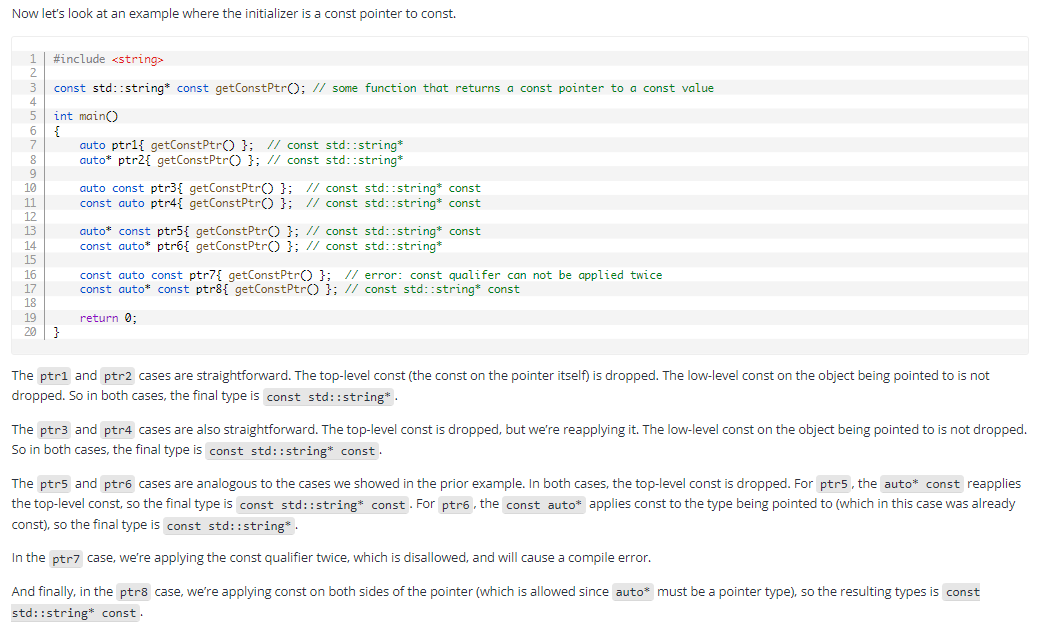 Now let's look at an example where the initializer is a const pointer to const.
1 #include <string>
2
3 const std::string* const getConstPtr(); // some function that returns a const pointer to a const value
4
5 int main()
6 {
7     auto ptr1{ getConstPtr() };  // const std::string*
8     auto* ptr2{ getConstPtr() }; // const std::string*
9
10     auto const ptr3{ getConstPtr() };  // const std::string* const
11     const auto ptr4{ getConstPtr() };  // const std::string* const
12
13     auto* const ptr5{ getConstPtr() }; // const std::string* const
14     const auto* ptr6{ getConstPtr() }; // const std::string*
15
16     const auto const ptr7{ getConstPtr() };  // error: const qualifer can not be applied twice
17     const auto* const ptr8{ getConstPtr() }; // const std::string* const
18
19     return 0;
20 }
The ptr1 and ptr2 cases are straightforward. The top-level const (the const on the pointer itself) is dropped. The low-level const on the object being pointed to is not
dropped. So in both cases, the final type is const std::string*.
The ptr3 and ptr4 cases are also straightforward. The top-level const is dropped, but we're reapplying it. The low-level const on the object being pointed to is not dropped.
So in both cases, the final type is const std::string* const.
The ptr5 and ptr6 cases are analogous to the cases we showed in the prior example. In both cases, the top-level const is dropped. For ptr5, the auto* const reapplies
the top-level const, so the final type is const std::string* const. For ptr6, the const auto* applies const to the type being pointed to (which in this case was already
const), so the final type is const std::string*.
In the ptr7 case, we're applying the const qualifier twice, which is disallowed, and will cause a compile error.
And finally, in the ptr8 case, we're applying const on both sides of the pointer (which is allowed since auto* must be a pointer type), so the resulting types is const
std::string* const.